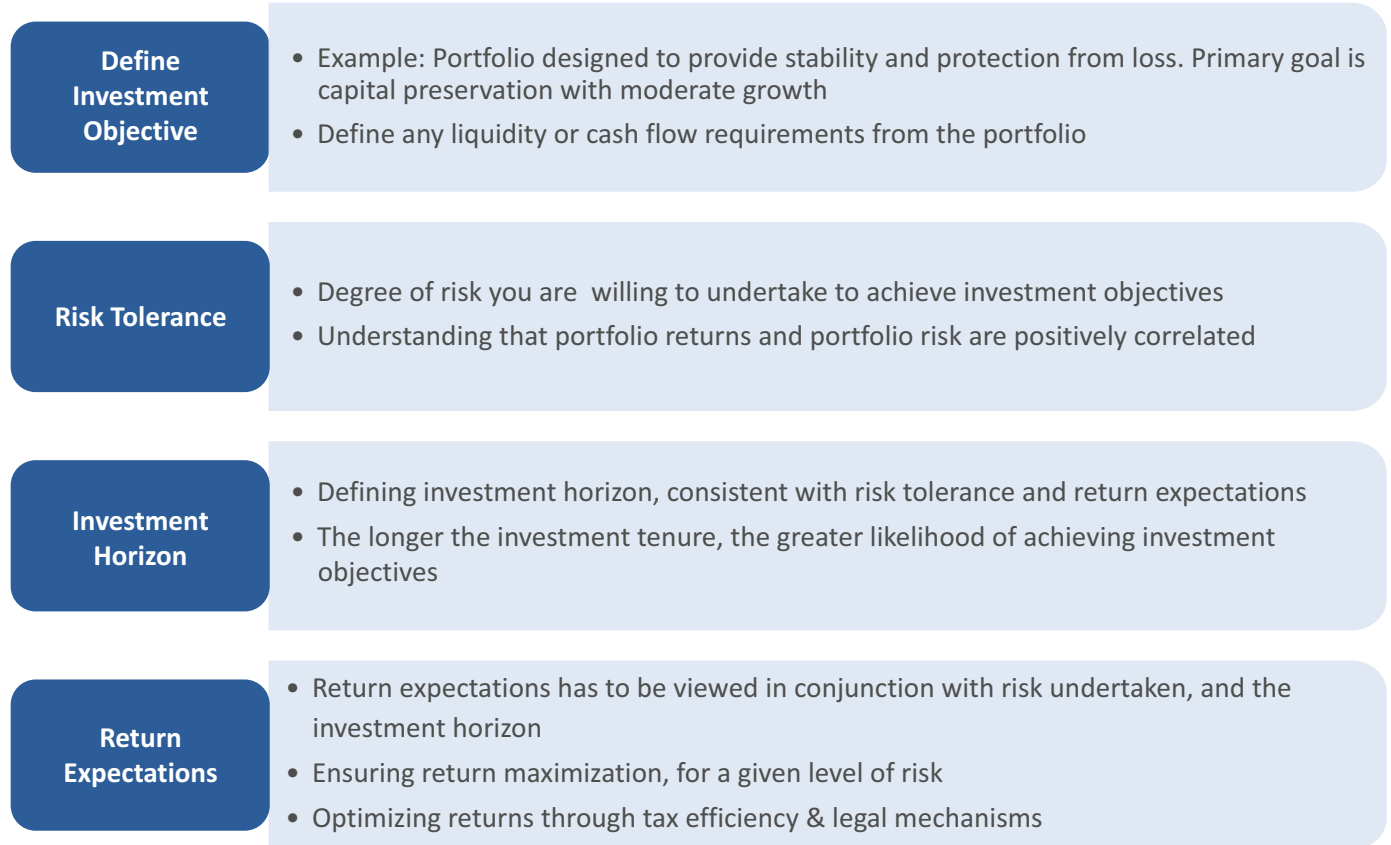 Define
Investment
Objective
• Example: Portfolio designed to provide stability and protection from loss. Primary goal is
capital preservation with moderate growth
• Define any liquidity or cash flow requirements from the portfolio
Risk Tolerance
• Degree of risk you are  willing to undertake to achieve investment objectives
• Understanding that portfolio returns and portfolio risk are positively correlated
Investment
Horizon
• Defining investment horizon, consistent with risk tolerance and return expectations
• The longer the investment tenure, the greater likelihood of achieving investment
objectives
Return
Expectations
• Return expectations has to be viewed in conjunction with risk undertaken, and the
investment horizon
• Ensuring return maximization, for a given level of risk
• Optimizing returns through tax efficiency & legal mechanisms